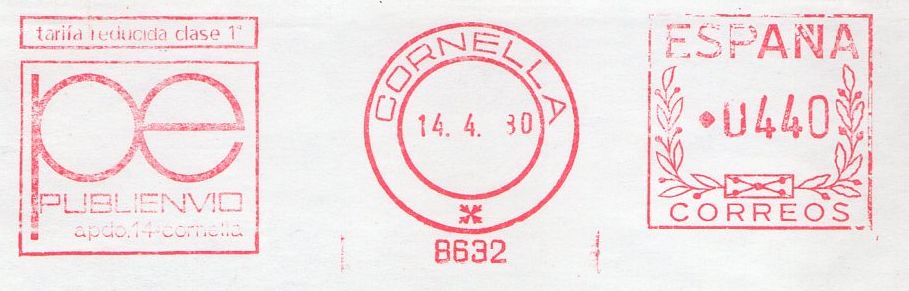 tarifa reducida clase 1ª
pe
PUBLIENVIO
apdo. 14-cornella
CORNELLA
14. 4. 80
8632
ESPAÑA
0440
CORREOS